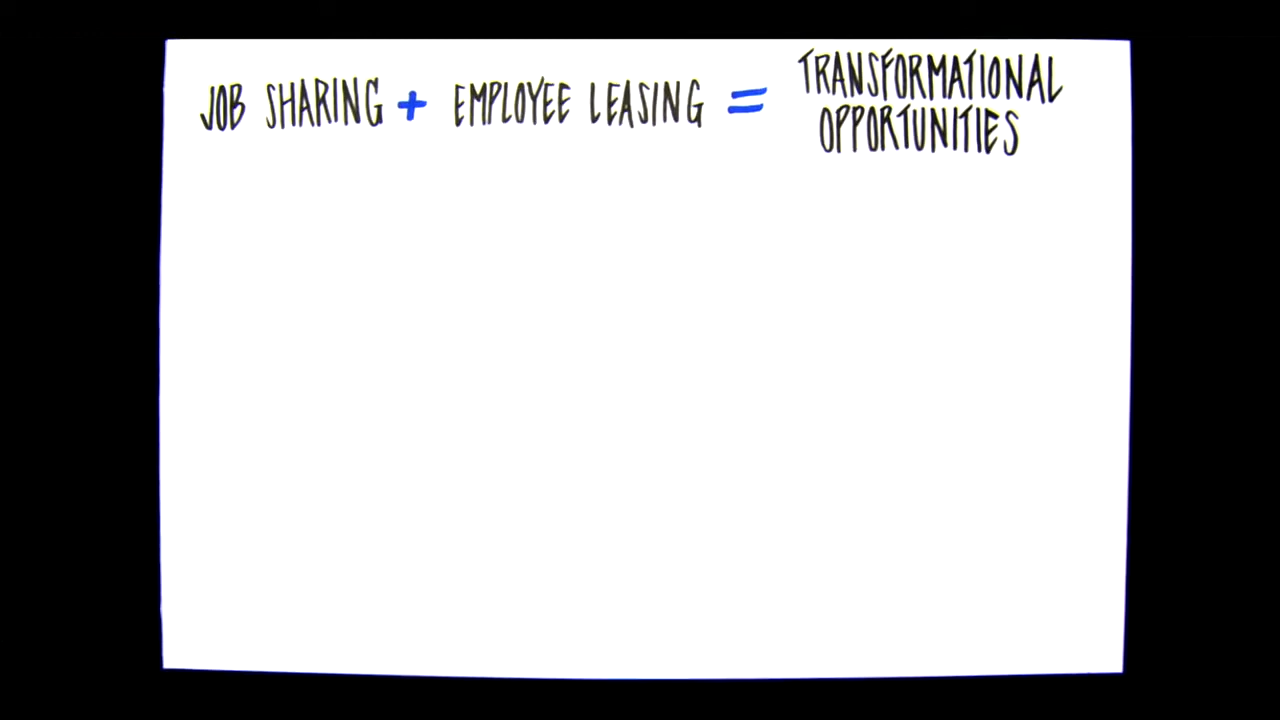 JOB SHARING + EMPLOYEE LEASING = TRANSFORMATIONAL
OPPORTUNITIES